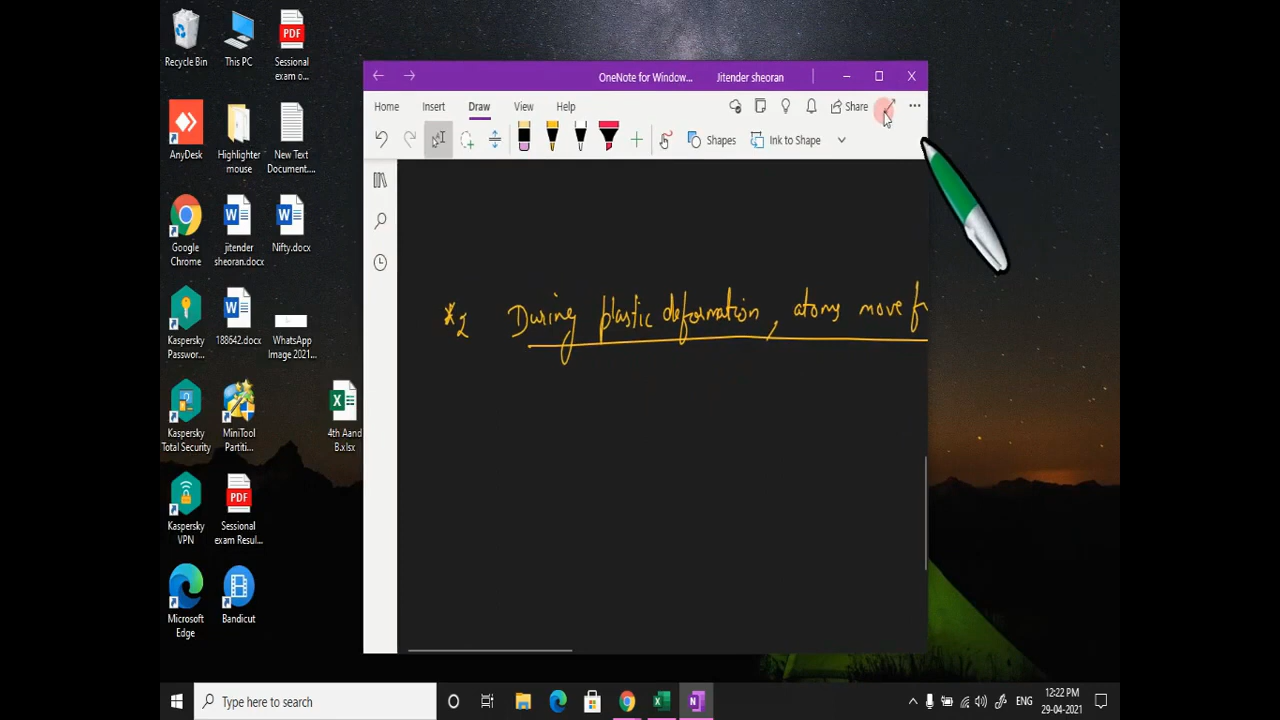 Recycle Bin
This PC
PDF
Sessional exam o...
AnyDesk
Highlighter mouse
New Text Document....
Google Chrome
jitender sheoran.docx
Nifty.docx
Kaspersky Passwor...
188642.docx
WhatsApp Image 2021...
Kaspersky Total Security
MiniTool Partiti...
4th Aand B.xlsx
Kaspersky VPN
PDF
Sessional exam Resul...
Microsoft Edge
Bandicut
OneNote for Window... Jitender sheoran
Home Insert Draw View Help Share
Shapes Ink to Shape
*2 During plastic deformation, atoms move fr
Type here to search
ENG
12:22 PM
29-04-2021